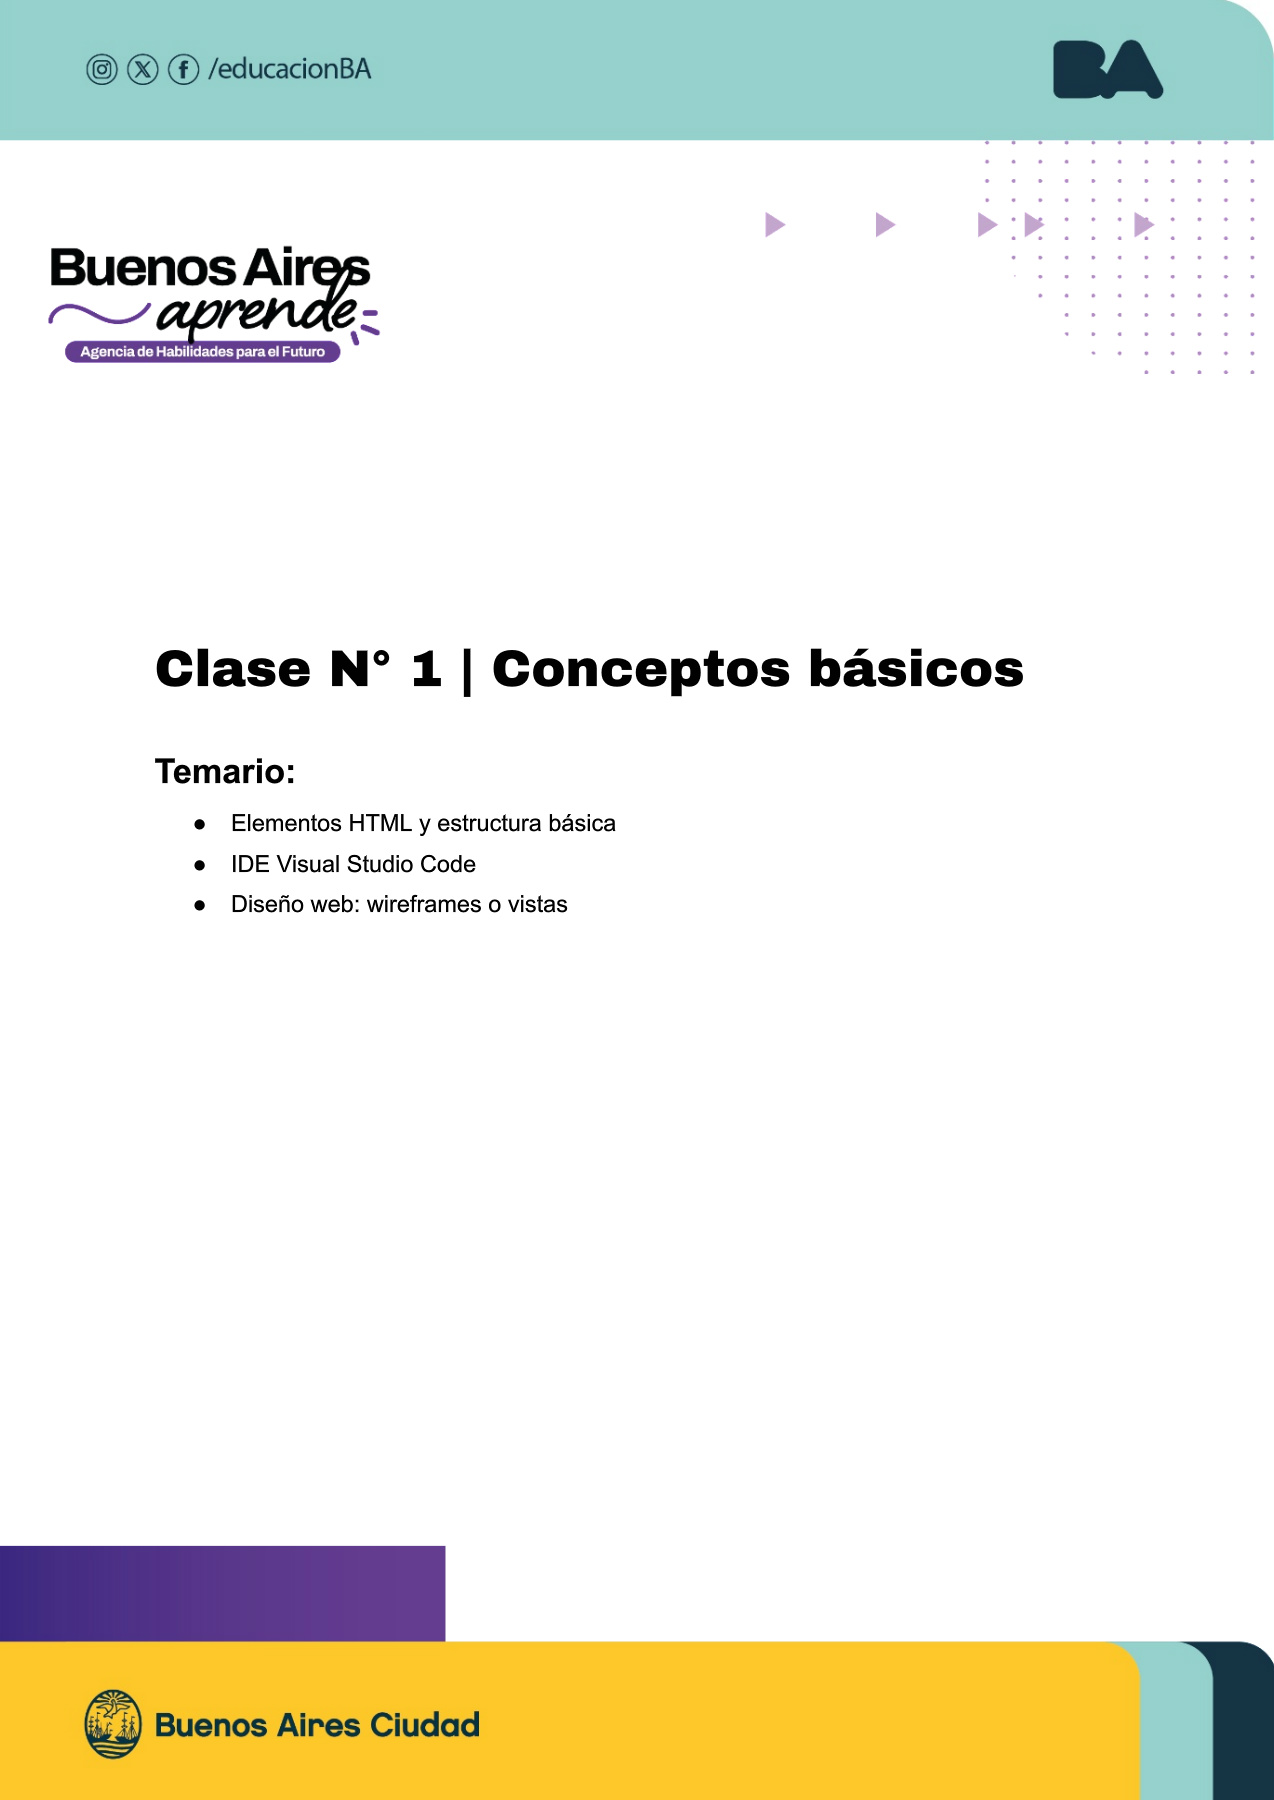 /educacionBA
BA
Buenos Aires
aprende
Agencia de Habilidades para el Futuro
Clase N° 1 | Conceptos básicos
Temario:
● Elementos HTML y estructura básica
● IDE Visual Studio Code
● Diseño web: wireframes o vistas
Buenos Aires Ciudad